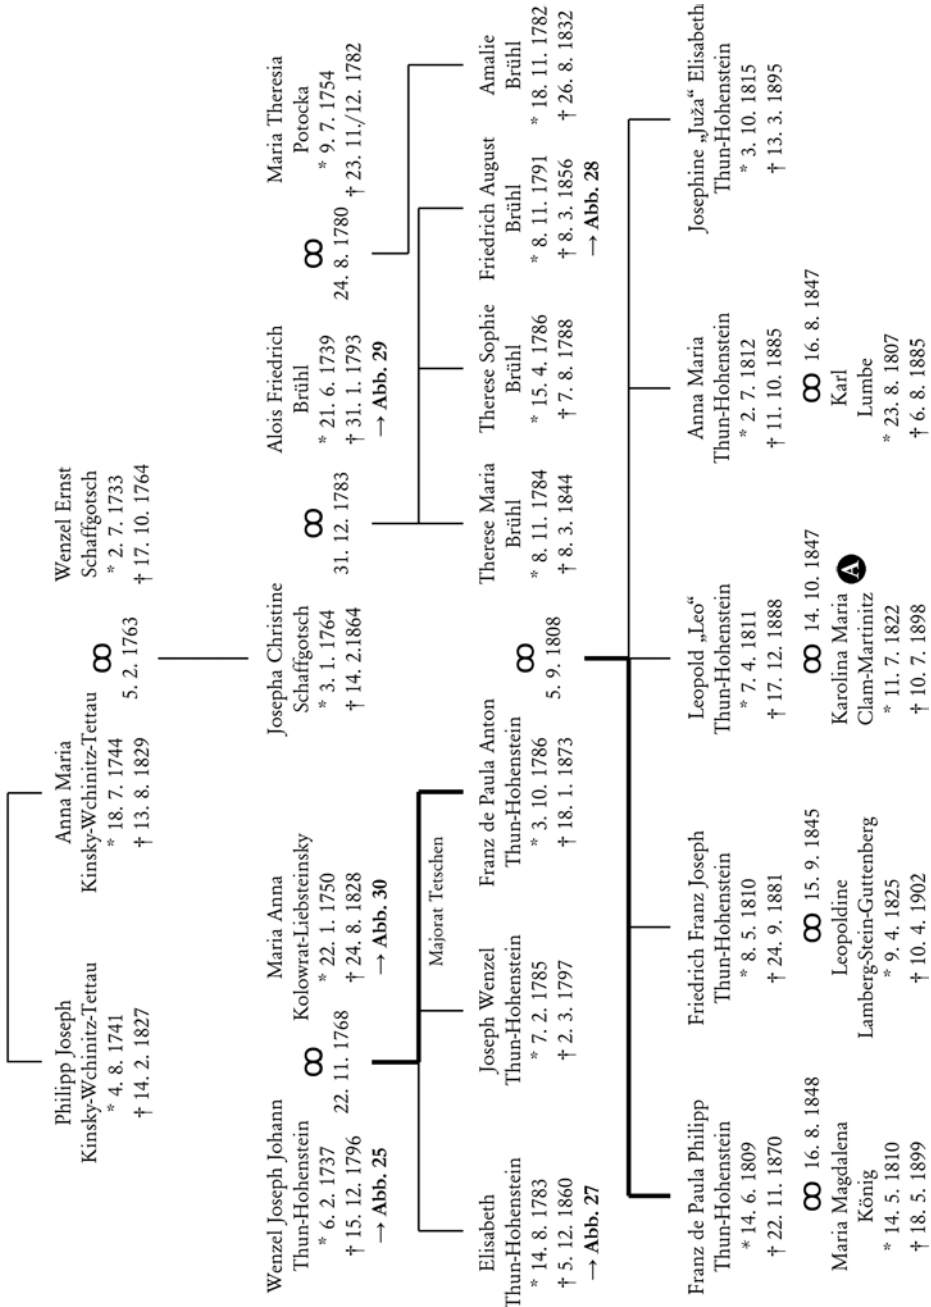 Philipp Joseph
Kinsky-Wchinitz-Tettau
* 4. 8. 1741
† 14. 2. 1827
Anna Maria
Kinsky-Wchinitz-Tettau
* 18. 7. 1744
† 13. 8. 1829
∞
5. 2. 1763
Wenzel Ernst
Schaffgotsch
* 2. 7. 1733
† 17. 10. 1764
Wenzel Joseph Johann
Thun-Hohenstein
* 6. 2. 1737
† 15. 12. 1796
→ Abb. 25
∞
22. 11. 1768
Maria Anna
Kolowrat-Liebsteinsky
* 22. 1. 1750
† 24. 8. 1828
→ Abb. 30
Josepha Christine
Schaffgotsch
* 3. 1. 1764
† 14. 2.1864
∞
31. 12. 1783
Alois Friedrich
Brühl
* 21. 6. 1739
† 31. 1. 1793
→ Abb. 29
∞
24. 8. 1780
Maria Theresia
Potocka
* 9. 7. 1754
† 23. 11./12. 1782
Majorat Tetschen
Elisabeth
Thun-Hohenstein
* 14. 8. 1783
† 5. 12. 1860
→ Abb. 27
Joseph Wenzel
Thun-Hohenstein
* 7. 2. 1785
† 2. 3. 1797
Franz de Paula Anton
Thun-Hohenstein
* 3. 10. 1786
† 18. 1. 1873
∞
5. 9. 1808
Therese Maria
Brühl
* 8. 11. 1784
† 8. 3. 1844
Therese Sophie
Brühl
* 15. 4. 1786
† 7. 8. 1788
Friedrich August
Brühl
* 8. 11. 1791
† 8. 3. 1856
→ Abb. 28
Amalie
Brühl
* 18. 11. 1782
† 26. 8. 1832
Franz de Paula Philipp
Thun-Hohenstein
* 14. 6. 1809
† 22. 11. 1870
∞ 16. 8. 1848
Maria Magdalena
König
* 14. 5. 1810
† 18. 5. 1899
Friedrich Franz Joseph
Thun-Hohenstein
* 8. 5. 1810
† 24. 9. 1881
∞ 15. 9. 1845
Leopoldine
Lamberg-Stein-Guttenberg
* 9. 4. 1825
† 10. 4. 1902
Leopold „Leo“
Thun-Hohenstein
* 7. 4. 1811
† 17. 12. 1888
∞ 14. 10. 1847
Karolina Maria A
Clam-Martinitz
* 11. 7. 1822
† 10. 7. 1898
Anna Maria
Thun-Hohenstein
* 2. 7. 1812
† 11. 10. 1885
∞ 16. 8. 1847
Karl
Lumbe
* 23. 8. 1807
† 6. 8. 1885
Josephine „Juža“ Elisabeth
Thun-Hohenstein
* 3. 10. 1815
† 13. 3. 1895